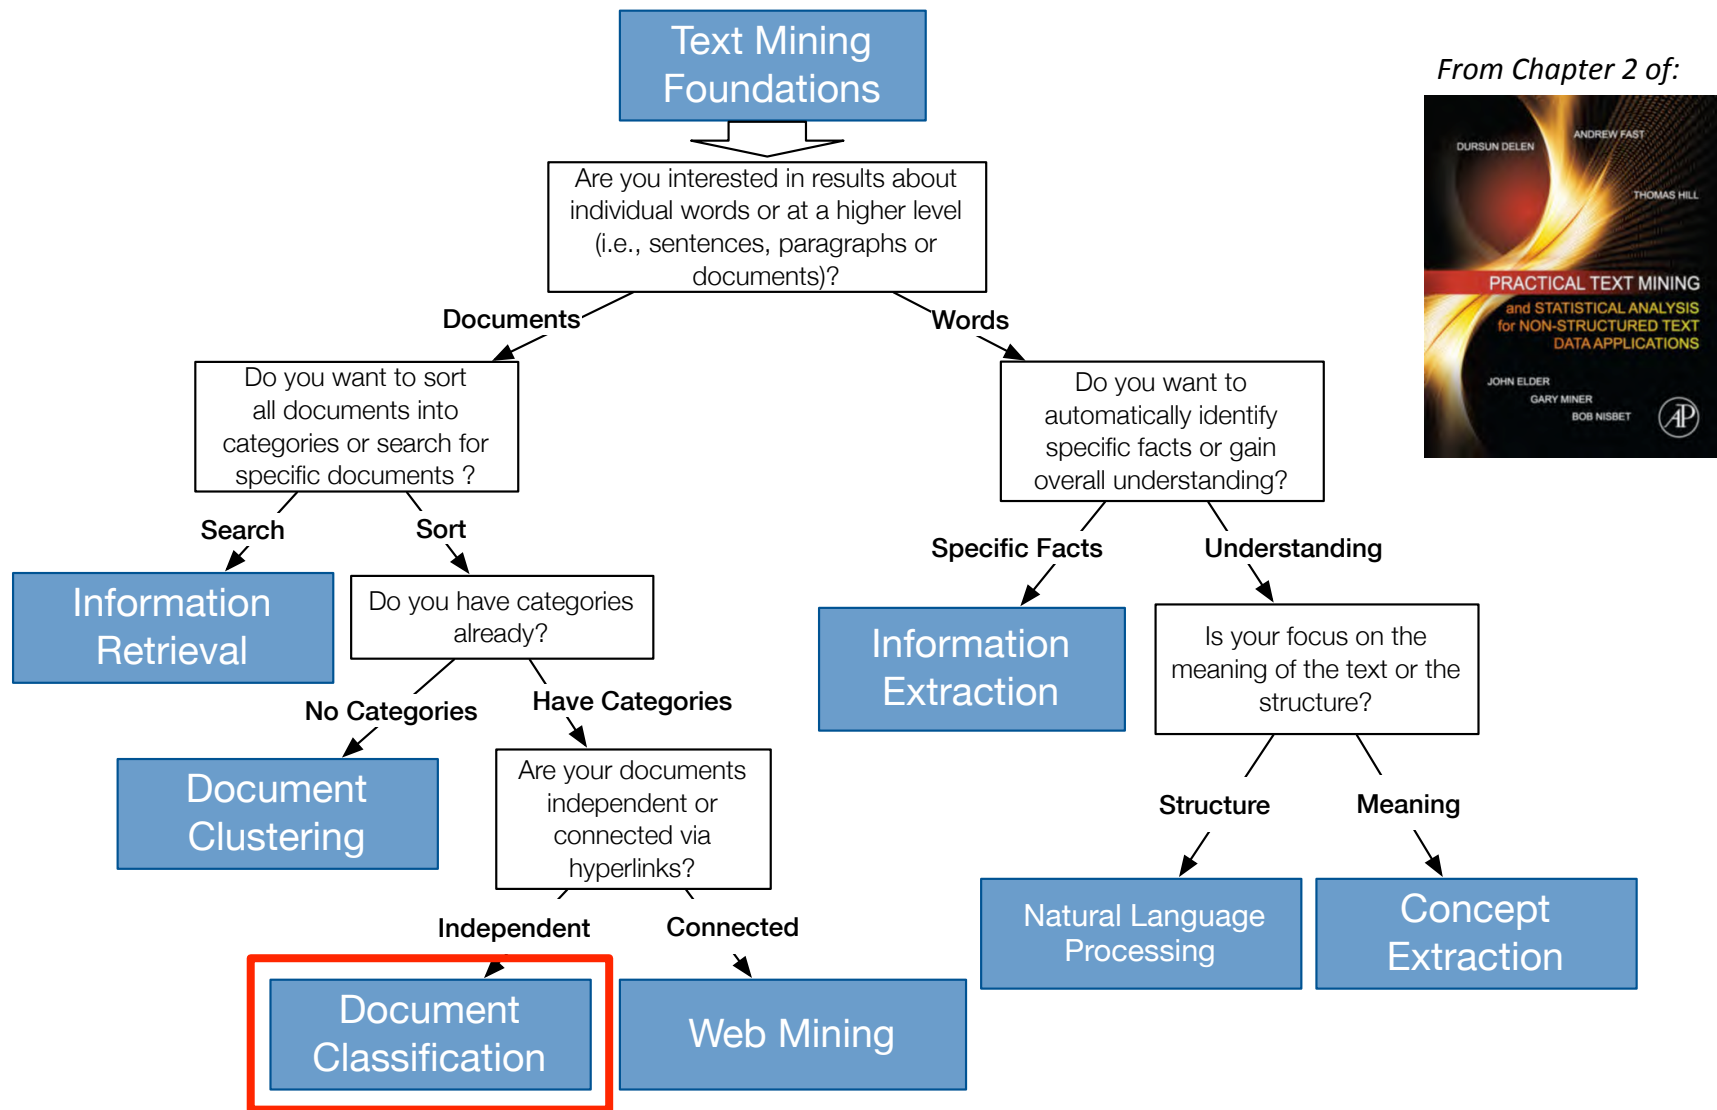 Text Mining
Foundations
From Chapter 2 of:
DURSUN DELEN
ANDREW FAST
THOMAS HILL
PRACTICAL TEXT MINING
and STATISTICAL ANALYSIS
for NON-STRUCTURED TEXT
DATA APPLICATIONS
JOHN ELDER
GARY MINER
BOB NISBET
AP
Are you interested in results about
individual words or at a higher level
(i.e., sentences, paragraphs or
documents)?
Documents
Words
Do you want to sort
all documents into
categories or search for
specific documents ?
Do you want to
automatically identify
specific facts or gain
overall understanding?
Search
Sort
Specific Facts
Understanding
Information
Retrieval
Do you have categories
already?
Information
Extraction
Is your focus on the
meaning of the text or the
structure?
No Categories
Have Categories
Document
Clustering
Are your documents
independent or
connected via
hyperlinks?
Structure
Meaning
Independent
Connected
Natural Language
Processing
Concept
Extraction
Document
Classification
Web Mining